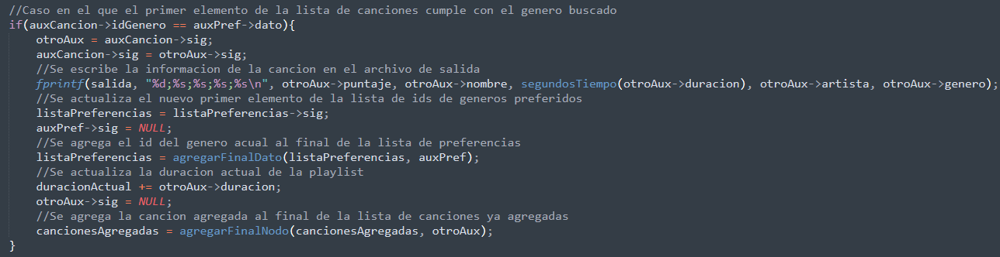 //Caso en el que el primer elemento de la lista de canciones cumple con el genero buscado
if(auxCancion->idGenero == auxPref->dato){
    otroAux = auxCancion->sig;
    auxCancion->sig = otroAux->sig;
    //Se escribe la informacion de la cancion en el archivo de salida
    fprintf(salida, "%d;%s;%s;%s;%s\n", otroAux->puntaje, otroAux->nombre, segundosTiempo(otroAux->duracion), otroAux->artista, otroAux->genero);
    //Se actualiza el nuevo primer elemento de la lista de ids de generos preferidos
    listaPreferencias = listaPreferencias->sig;
    auxPref->sig = NULL;
    //Se agrega el id del genero acual al final de la lista de preferencias
    listaPreferencias = agregarFinalDato(listaPreferencias, auxPref);
    //Se actualiza la duracion actual de la playlist
    duracionActual += otroAux->duracion;
    otroAux->sig = NULL;
    //Se agrega la cancion agregada al final de la lista de canciones ya agregadas
    cancionesAgregadas = agregarFinalNodo(cancionesAgregadas, otroAux);
}